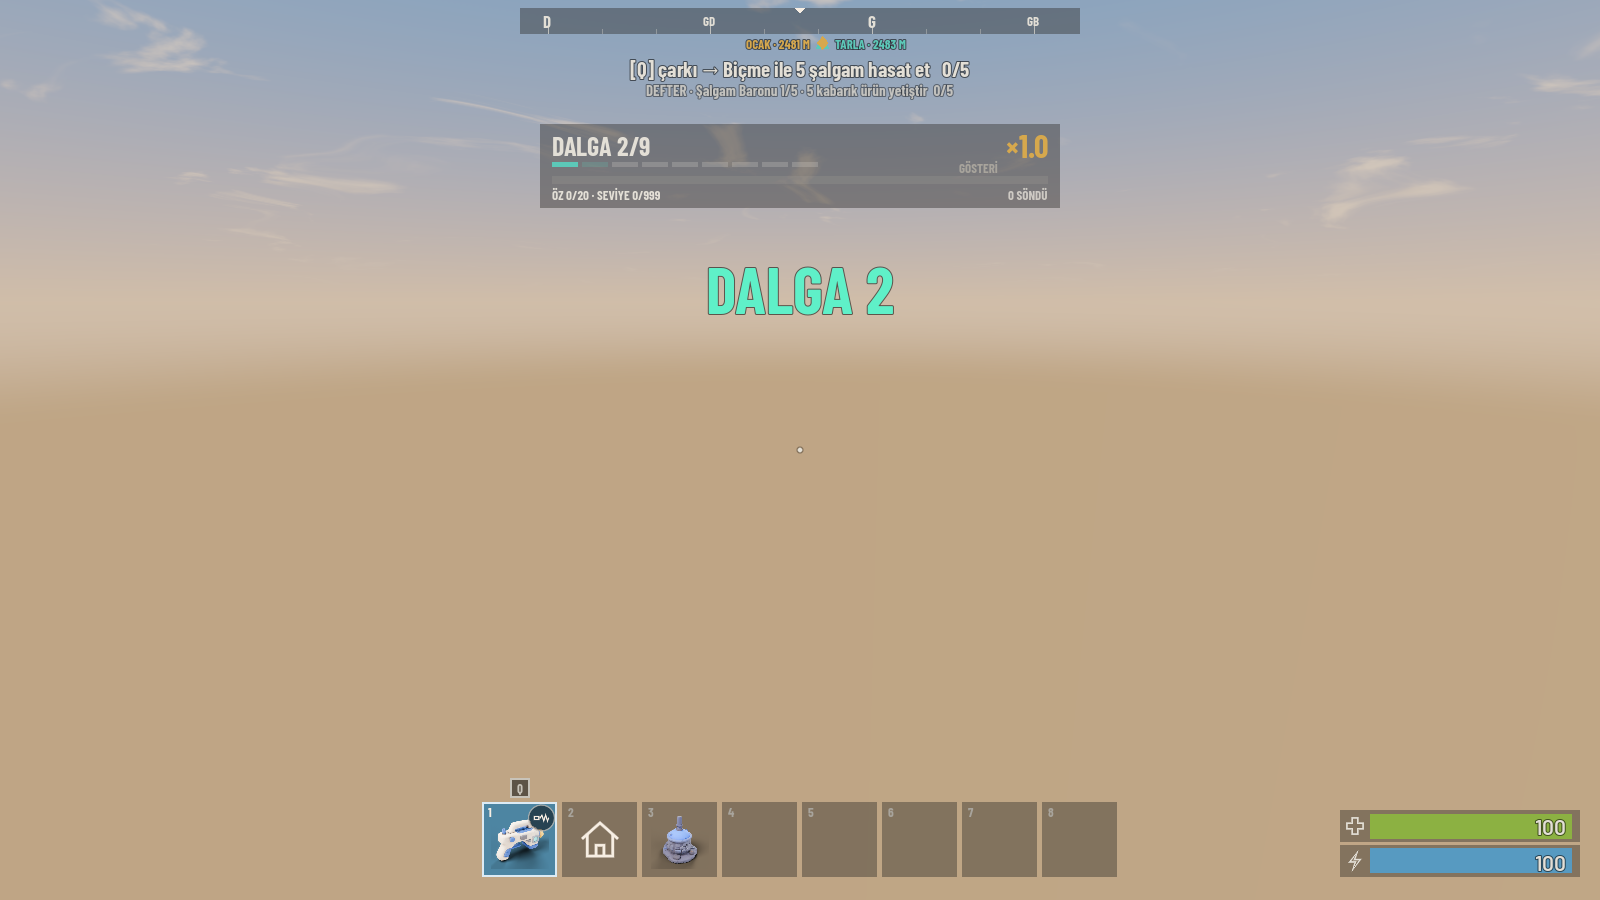 D GD G GB
OCAK · 2481 M TARLA · 2483 M
[Q] çarkı → Biçme ile 5 şalgam hasat et 0/5
DEFTER · Şalgam Baronu 1/5 · 5 kabarık ürün yetiştir 0/5
DALGA 2/9 ×1.0
GÖSTERİ
ÖZ 0/20 · SEVİYE 0/999 0 SÖNDÜ
DALGA 2
Q
1 2 3 4 5 6 7 8
100
100